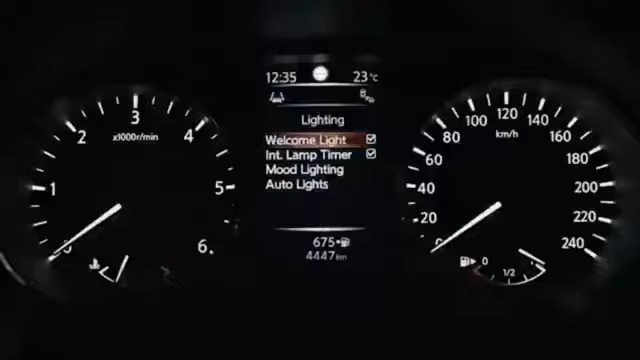 12:35 23°C
Lighting
Welcome Light
Int. Lamp Timer
Mood Lighting
Auto Lights
675
4447km
0 1 2 3 4 5 6
x1000r/min
0 20 40 60 80 100 120 140 160 180 200 220 240
km/h
0 1/2